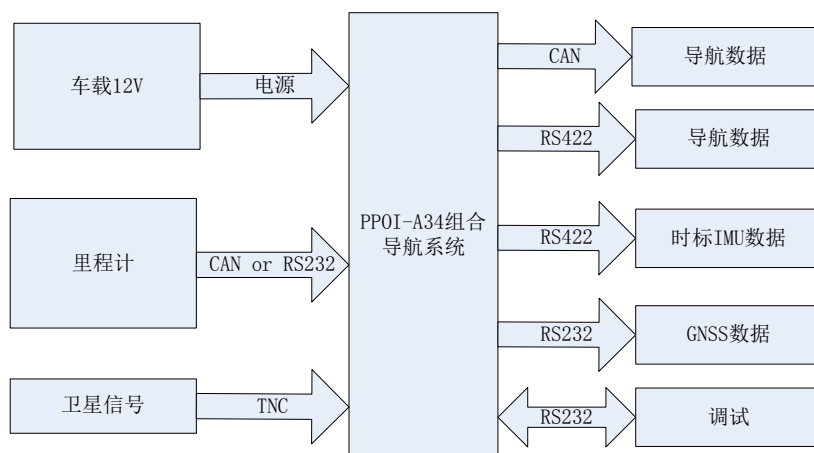 车载12V
电源
里程计
CAN or RS232
卫星信号
TNC
PPOI-A34组合
导航系统
CAN
导航数据
RS422
导航数据
RS422
时标IMU数据
RS232
GNSS数据
RS232
调试